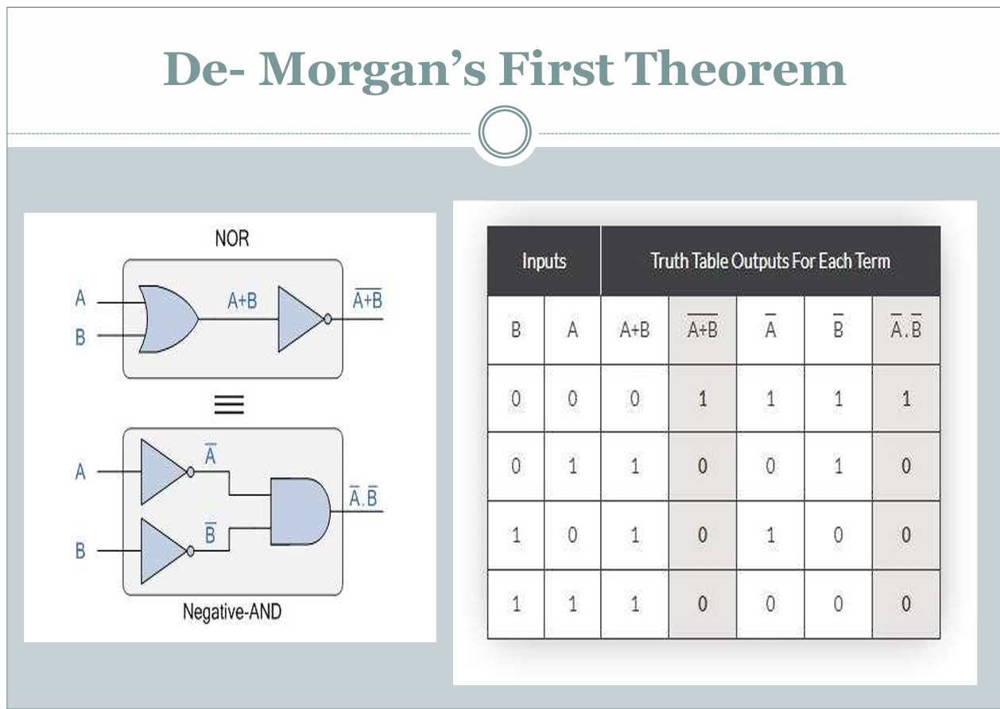 De- Morgan's First Theorem
NOR
A
A+B
A̅+̅B̅
B
A
A̅
A̅.B̅
B̅
B
Negative-AND
Inputs Truth Table Outputs For Each Term
B A A+B A̅+̅B̅ A̅ B̅ A̅.B̅
0 0 0 1 1 1 1
0 1 1 0 0 1 0
1 0 1 0 1 0 0
1 1 1 0 0 0 0